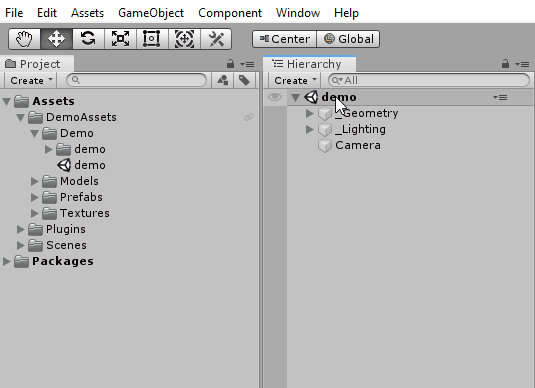 File Edit Assets GameObject Component Window Help
Center Global
Project
Create
Assets
DemoAssets
Demo
demo
demo
Models
Prefabs
Textures
Plugins
Scenes
Packages
Hierarchy
Create All
demo
_Geometry
_Lighting
Camera